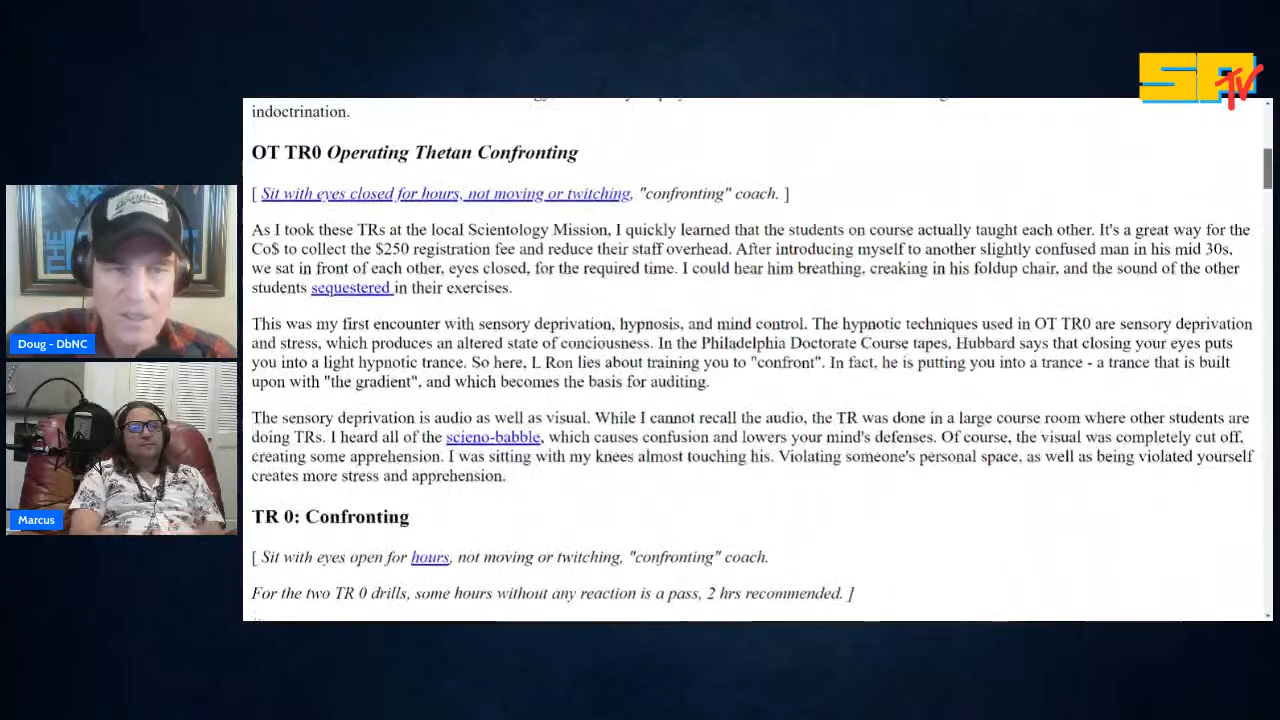 SPTV
indoctrination.
OT TR0 Operating Thetan Confronting
[ Sit with eyes closed for hours, not moving or twitching, "confronting" coach. ]
As I took these TRs at the local Scientology Mission, I quickly learned that the students on course actually taught each other. It's a great way for the
Co$ to collect the $250 registration fee and reduce their staff overhead. After introducing myself to another slightly confused man in his mid 30s,
we sat in front of each other, eyes closed, for the required time. I could hear him breathing, creaking in his foldup chair, and the sound of the other
students sequestered in their exercises.
This was my first encounter with sensory deprivation, hypnosis, and mind control. The hypnotic techniques used in OT TR0 are sensory deprivation
and stress, which produces an altered state of conciousness. In the Philadelphia Doctorate Course tapes, Hubbard says that closing your eyes puts
you into a light hypnotic trance. So here, L Ron lies about training you to "confront". In fact, he is putting you into a trance - a trance that is built
upon with "the gradient", and which becomes the basis for auditing.
The sensory deprivation is audio as well as visual. While I cannot recall the audio, the TR was done in a large course room where other students are
doing TRs. I heard all of the scieno-babble, which causes confusion and lowers your mind's defenses. Of course, the visual was completely cut off,
creating some apprehension. I was sitting with my knees almost touching his. Violating someone's personal space, as well as being violated yourself
creates more stress and apprehension.
TR 0: Confronting
[ Sit with eyes open for hours, not moving or twitching, "confronting" coach.
For the two TR 0 drills, some hours without any reaction is a pass, 2 hrs recommended. ]
Doug - DbNC
Marcus